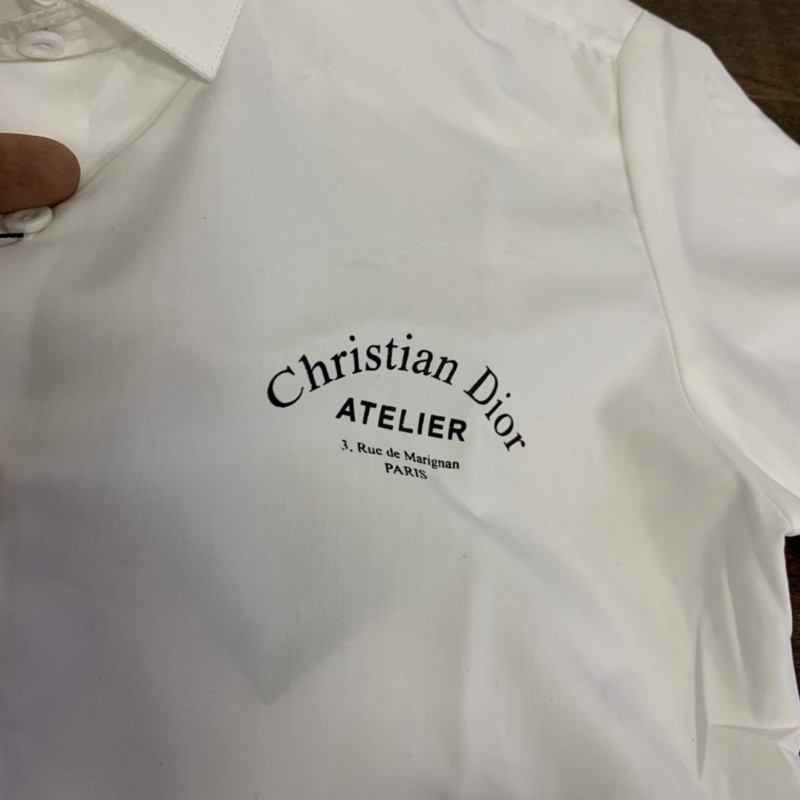 Christian Dior
ATELIER
3, Rue de Marignan
PARIS